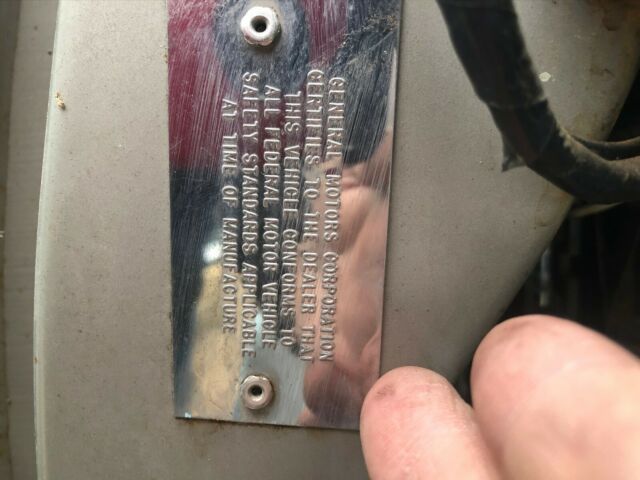 GENERAL MOTORS CORPORATION
CERTIFIES TO THE DEALER THAT
THIS VEHICLE CONFORMS TO
ALL FEDERAL MOTOR VEHICLE
SAFETY STANDARDS APPLICABLE
AT TIME OF MANUFACTURE